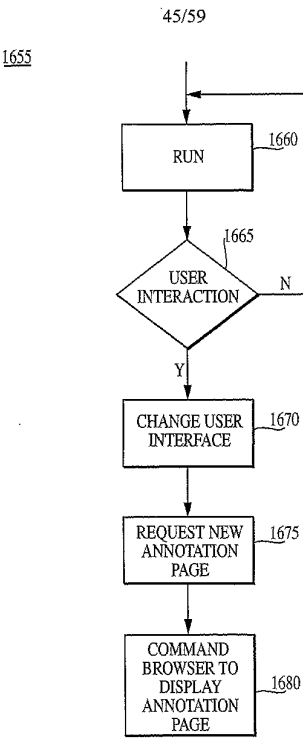 45/59
1655
RUN
1660
1665
USER
INTERACTION
N
Y
CHANGE USER
INTERFACE
1670
REQUEST NEW
ANNOTATION
PAGE
1675
COMMAND
BROWSER TO
DISPLAY
ANNOTATION
PAGE
1680